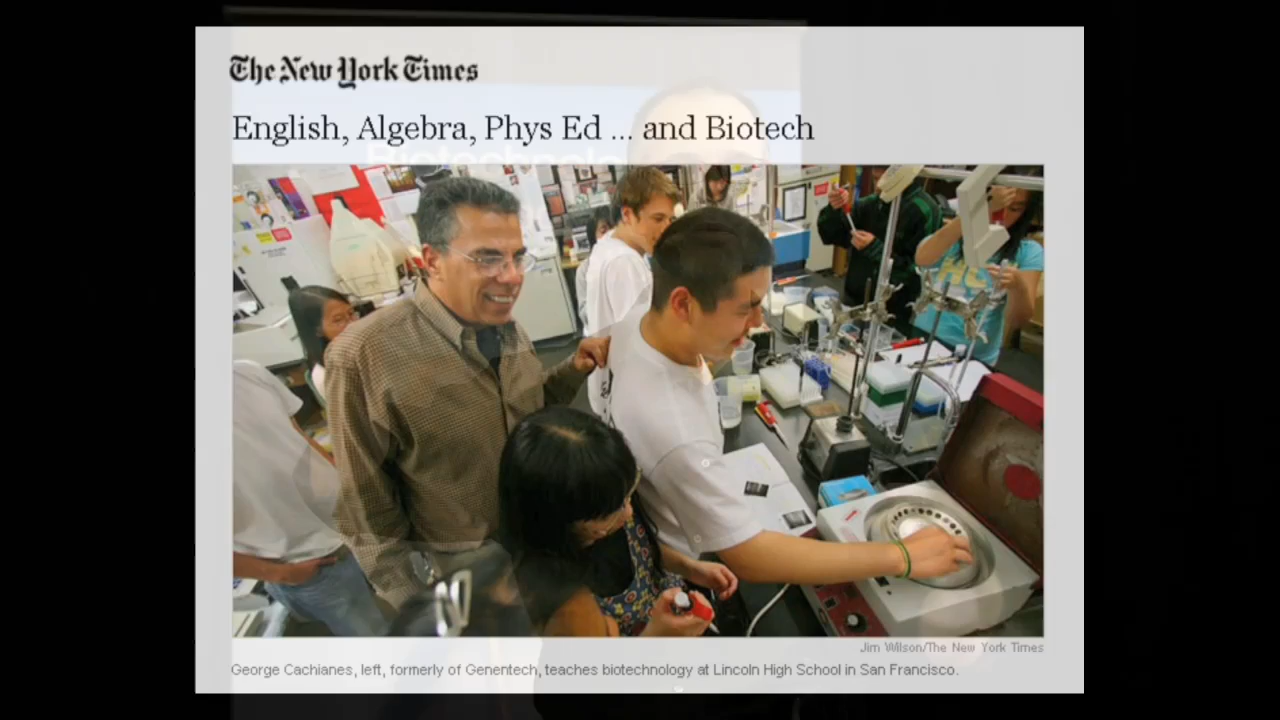 The New York Times
English, Algebra, Phys Ed ... and Biotech
Jim Wilson/The New York Times
George Cachianes, left, formerly of Genentech, teaches biotechnology at Lincoln High School in San Francisco.